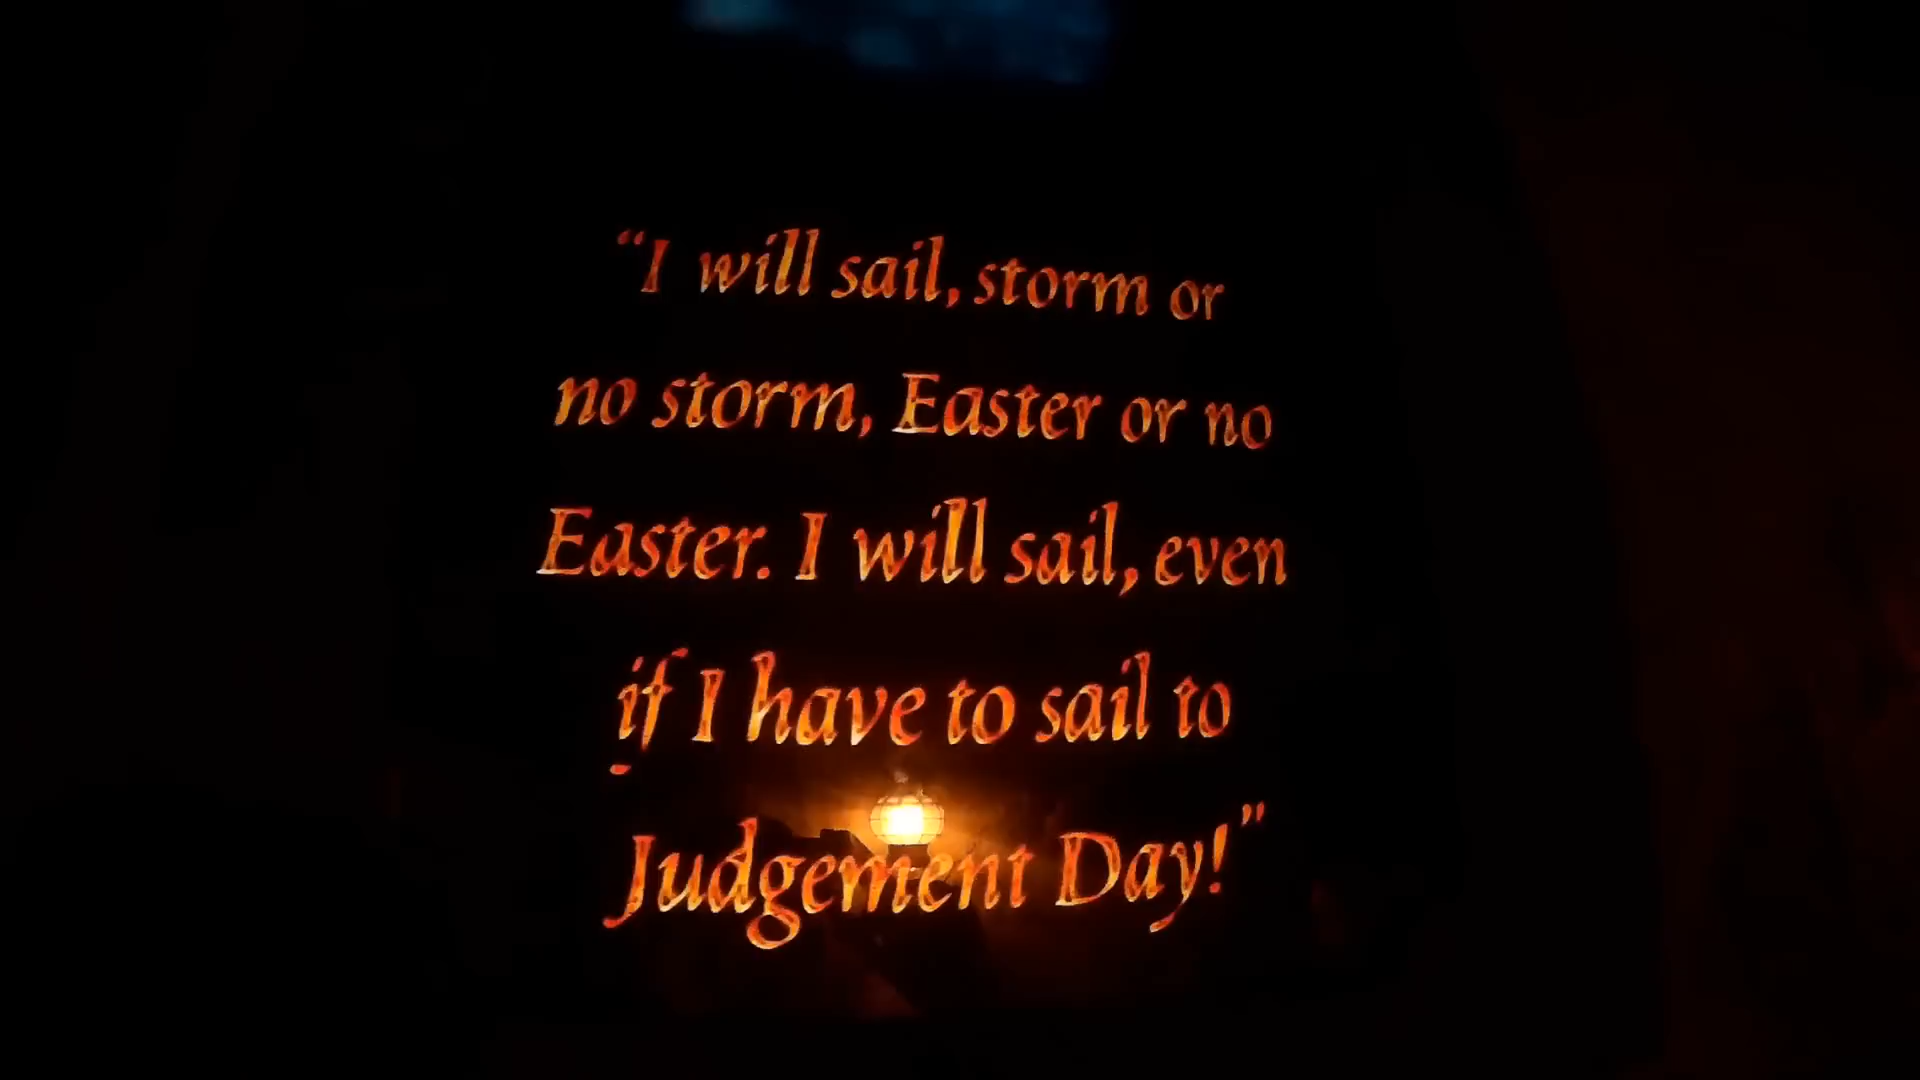 “I will sail, storm or
no storm, Easter or no
Easter. I will sail, even
if I have to sail to
Judgement Day!”